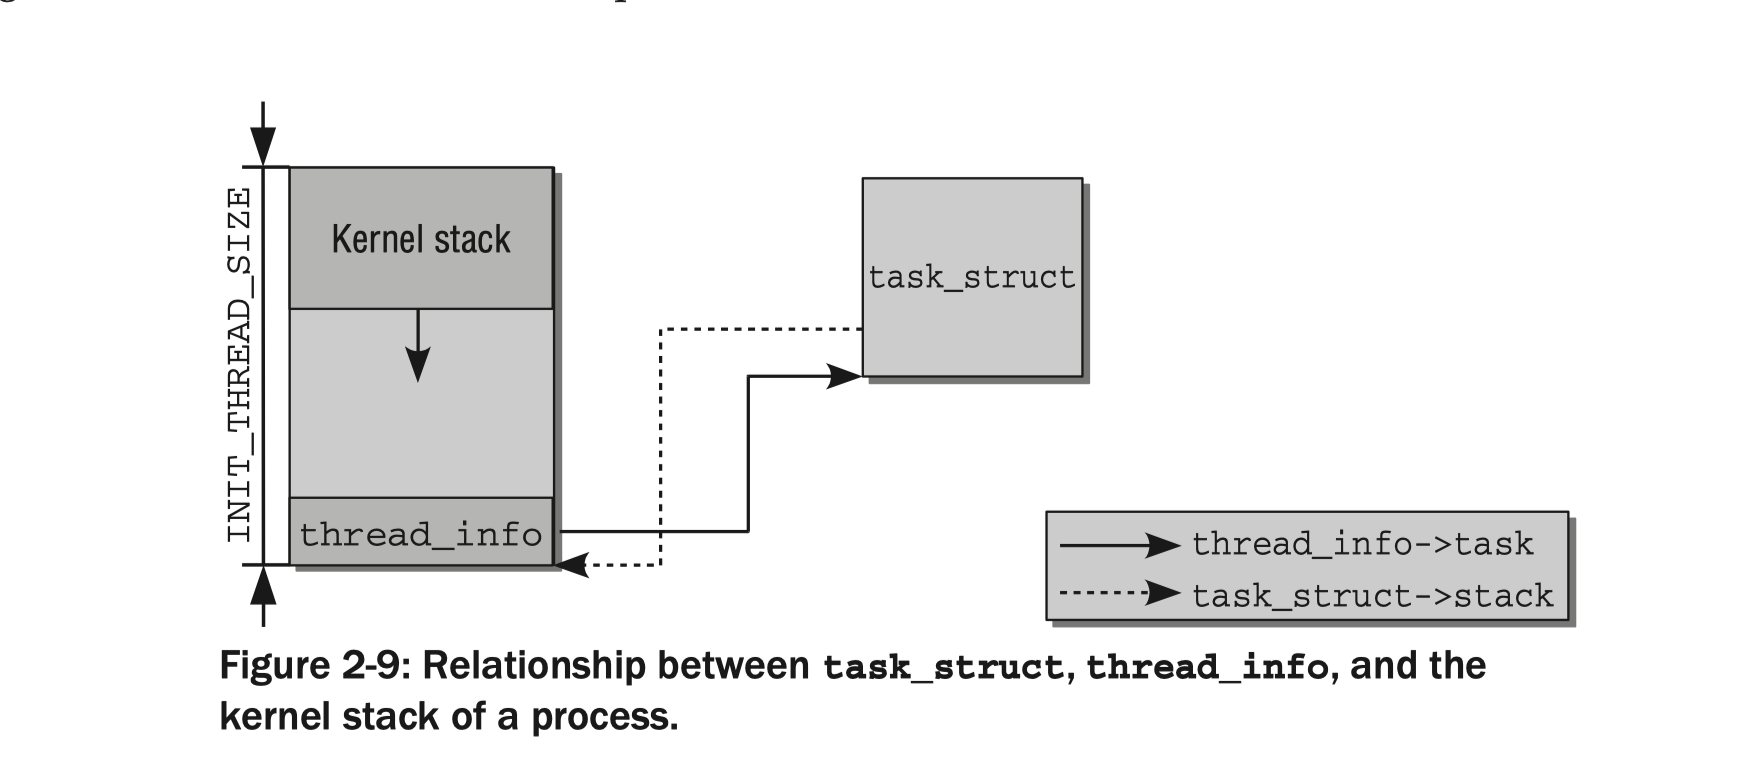 INIT_THREAD_SIZE
Kernel stack
thread_info
task_struct
thread_info->task
task_struct->stack
Figure 2-9: Relationship between task_struct, thread_info, and the
kernel stack of a process.